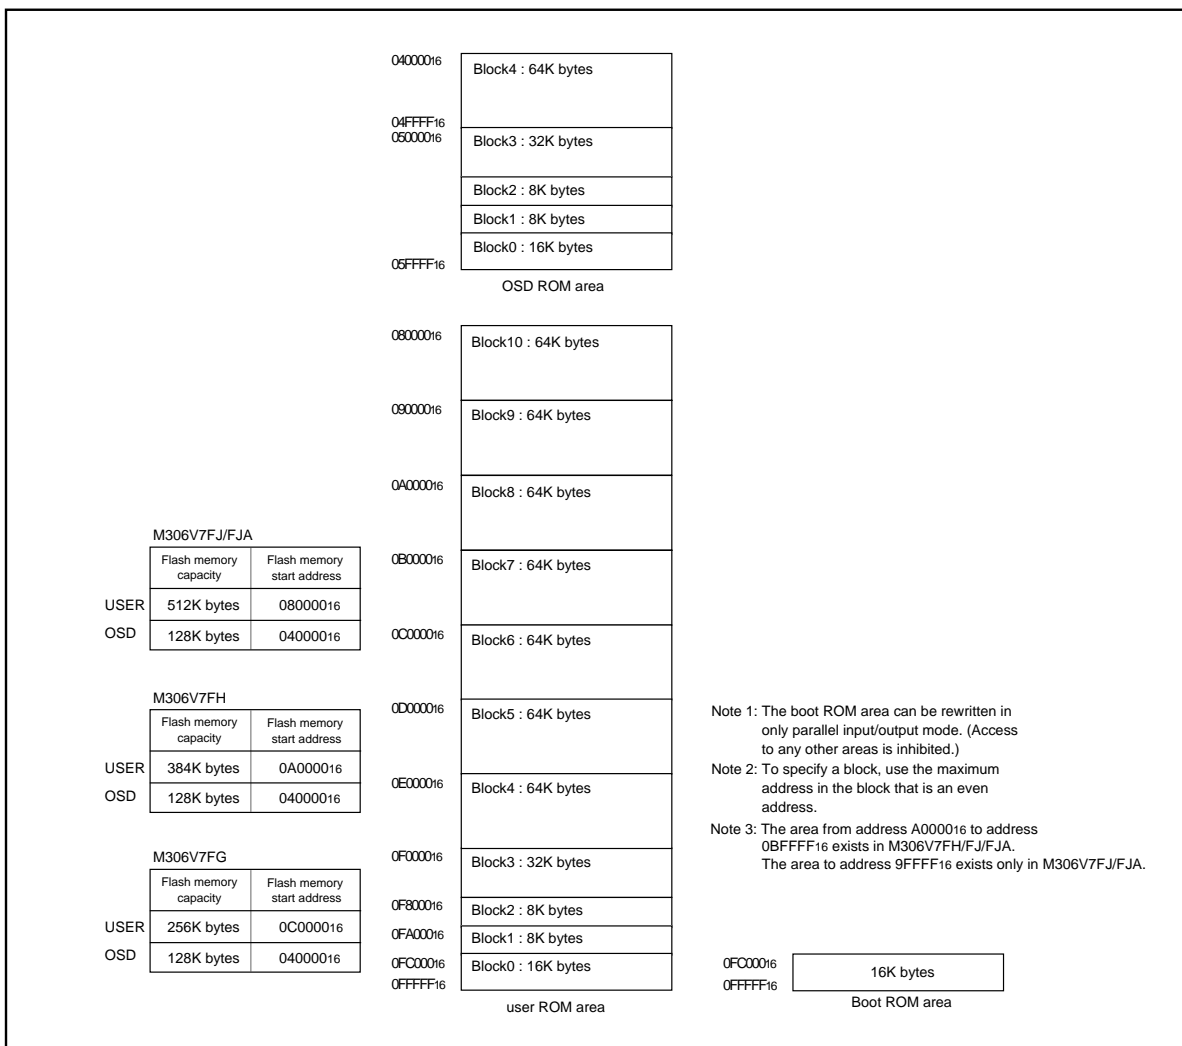 04000016
Block4 : 64K bytes
04FFFF16
05000016
Block3 : 32K bytes
Block2 : 8K bytes
Block1 : 8K bytes
Block0 : 16K bytes
05FFFF16
OSD ROM area
08000016
Block10 : 64K bytes
09000016
Block9 : 64K bytes
0A000016
Block8 : 64K bytes
0B000016
Block7 : 64K bytes
0C000016
Block6 : 64K bytes
0D000016
Block5 : 64K bytes
0E000016
Block4 : 64K bytes
0F000016
Block3 : 32K bytes
0F800016
Block2 : 8K bytes
0FA00016
Block1 : 8K bytes
0FC00016
Block0 : 16K bytes
0FFFFF16
user ROM area
M306V7FJ/FJA
Flash memory capacity
Flash memory start address
USER 512K bytes 08000016
OSD 128K bytes 04000016
M306V7FH
Flash memory capacity
Flash memory start address
USER 384K bytes 0A000016
OSD 128K bytes 04000016
M306V7FG
Flash memory capacity
Flash memory start address
USER 256K bytes 0C000016
OSD 128K bytes 04000016
Note 1: The boot ROM area can be rewritten in
only parallel input/output mode. (Access
to any other areas is inhibited.)
Note 2: To specify a block, use the maximum
address in the block that is an even
address.
Note 3: The area from address A000016 to address
0BFFFF16 exists in M306V7FH/FJ/FJA.
The area to address 9FFFF16 exists only in M306V7FJ/FJA.
0FC00016
16K bytes
0FFFFF16
Boot ROM area